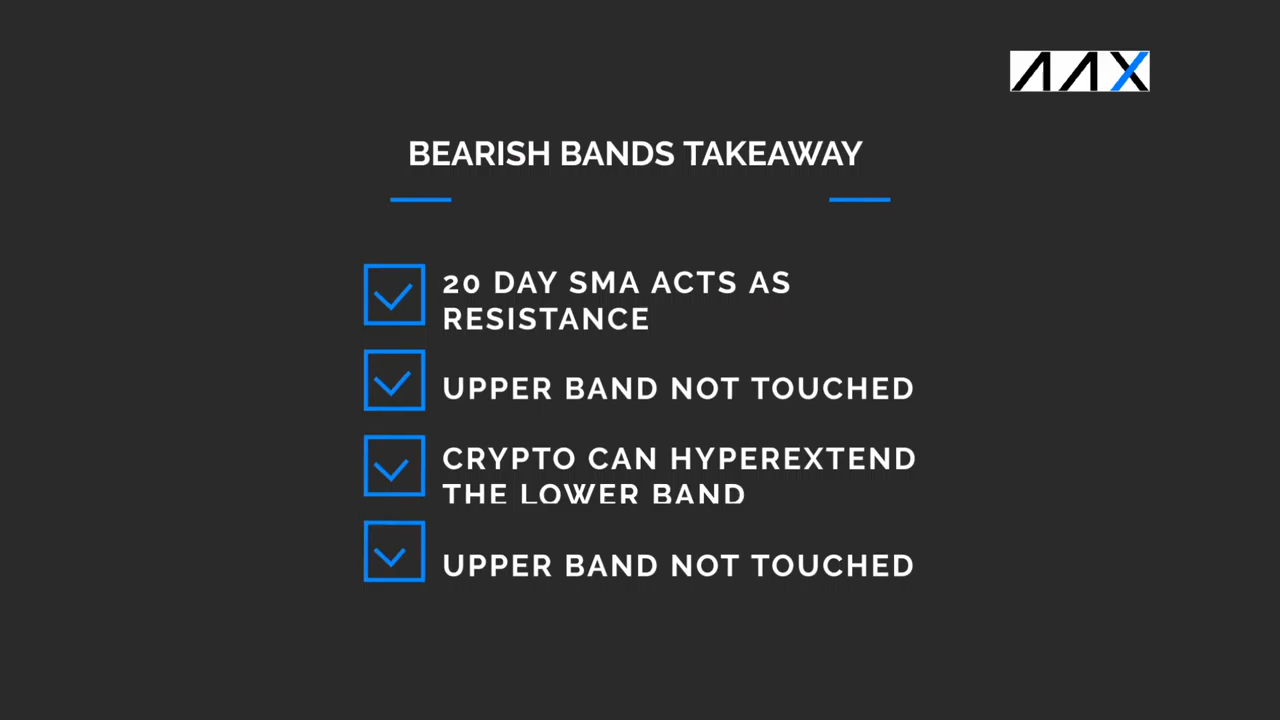 AAX
BEARISH BANDS TAKEAWAY
20 DAY SMA ACTS AS
RESISTANCE
UPPER BAND NOT TOUCHED
CRYPTO CAN HYPEREXTEND
THE LOWER BAND
UPPER BAND NOT TOUCHED